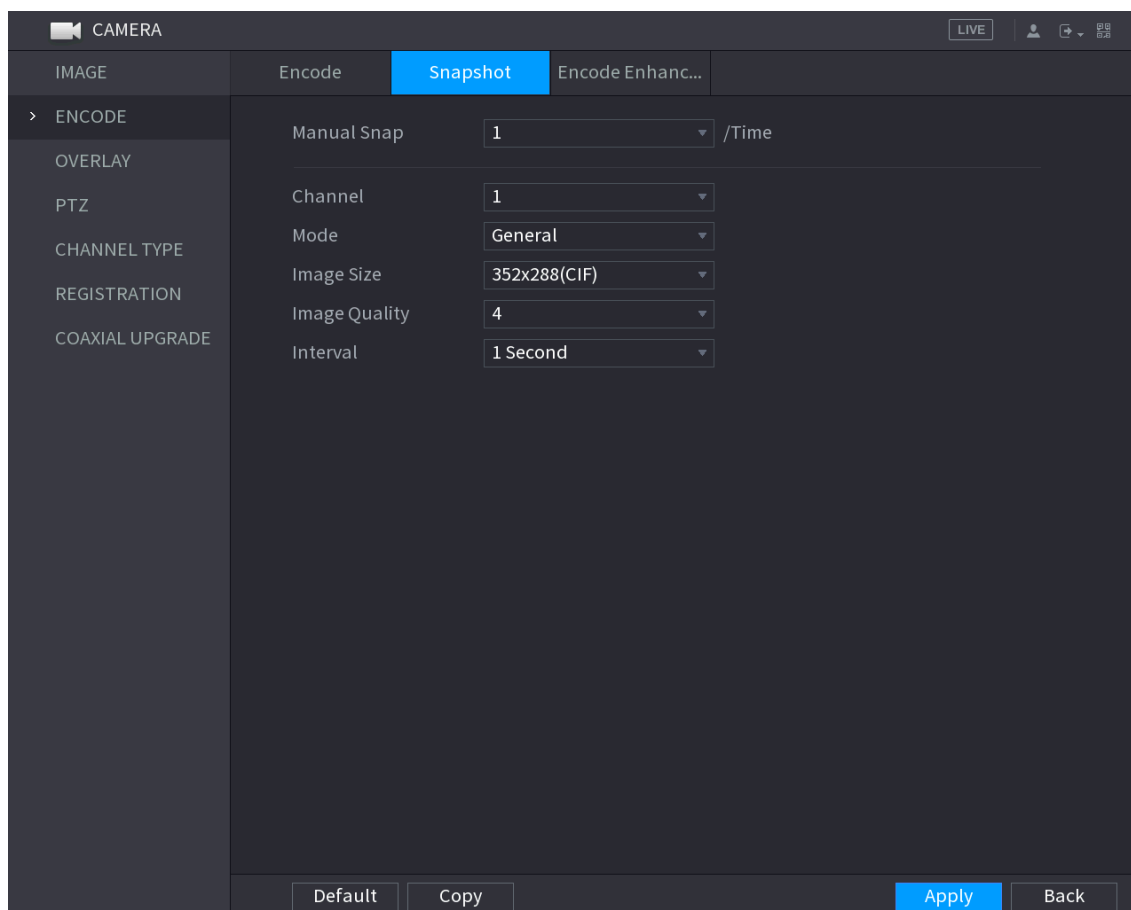 CAMERA
LIVE
IMAGE
Encode
Snapshot
Encode Enhanc...
ENCODE
Manual Snap
1
/Time
OVERLAY
PTZ
CHANNEL TYPE
REGISTRATION
COAXIAL UPGRADE
Channel
1
Mode
General
Image Size
352x288(CIF)
Image Quality
4
Interval
1 Second
Default
Copy
Apply
Back